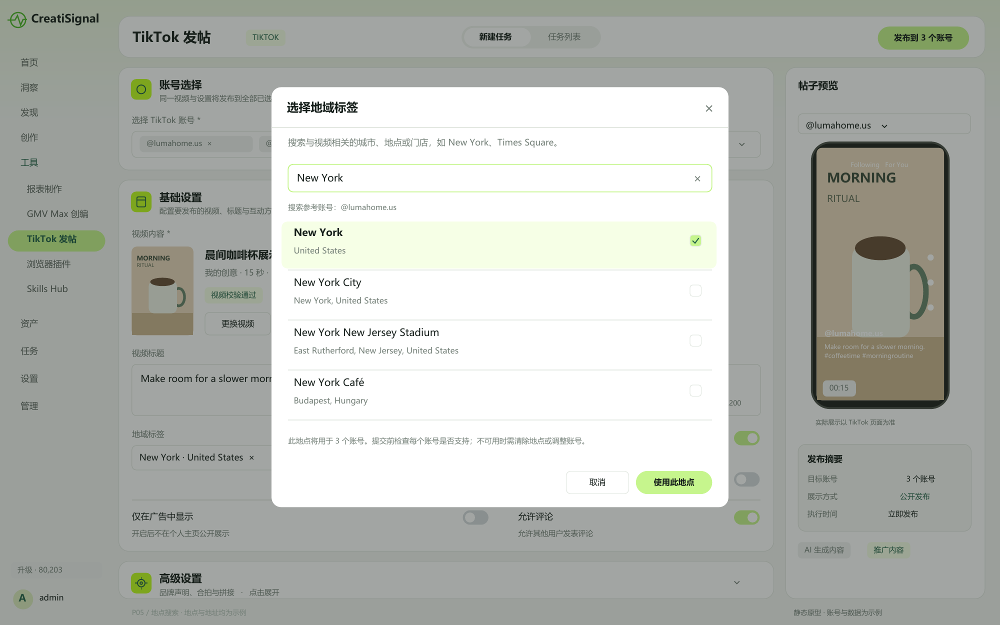 CreatiSignal
首页
洞察
发现
创作
工具
报表制作
GMV Max 创编
TikTok 发帖
浏览器插件
Skills Hub
资产
任务
设置
管理
升级 · 80,203
A
admin
TikTok 发帖
TIKTOK
新建任务
任务列表
发布到 3 个账号
账号选择
同一视频与设置将发布到全部已选
选择 TikTok 账号 *
@lumahome.us ×
@
基础设置
配置要发布的视频、标题与互动方
视频内容 *
MORNING
RITUAL
晨间咖啡杯展示
我的创意 · 15 秒 ·
视频校验通过
更换视频
视频标题
Make room for a slower morn
200
地域标签
New York · United States ×
仅在广告中显示
开启后不在个人主页公开展示
允许评论
允许其他用户发表评论
高级设置
品牌声明、合拍与拼接 · 点击展开
P05 / 地点搜索 · 地点与地址均为示例
选择地域标签
×
搜索与视频相关的城市、地点或门店，如 New York、Times Square。
New York
×
搜索参考账号：@lumahome.us
New York
United States
New York City
New York, United States
New York New Jersey Stadium
East Rutherford, New Jersey, United States
New York Café
Budapest, Hungary
此地点将用于 3 个账号。提交前检查每个账号是否支持；不可用时需清除地点或调整账号。
取消
使用此地点
帖子预览
@lumahome.us
Following For You
MORNING
RITUAL
@lumahome.us
Make room for a slower morning.
#coffeetime #morningroutine
00:15
实际展示以 TikTok 页面为准
发布摘要
目标账号
3 个账号
展示方式
公开发布
执行时间
立即发布
AI 生成内容
推广内容
静态原型 · 账号与数据为示例